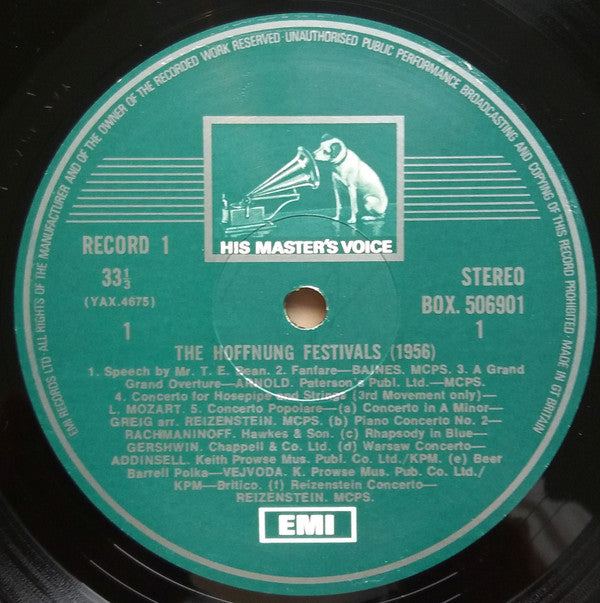 EMI RECORDS LTD ALL RIGHTS OF THE MANUFACTURER AND OF THE OWNER OF THE RECORDED WORK RESERVED·UNAUTHORISED PUBLIC PERFORMANCE BROADCASTING AND COPYING OF THIS RECORD PROHIBITED MADE IN GT BRITAIN
HIS MASTER'S VOICE
RECORD 1
33⅓
(YAX.4675)
1
STEREO
BOX. 506901
1
THE HOFFNUNG FESTIVALS (1956)
1. Speech by Mr. T. E. Bean. 2. Fanfare—BAINES. MCPS. 3. A Grand
Grand Overture—ARNOLD. Paterson's Publ. Ltd.—MCPS.
4. Concerto for Hosepipe and Strings (3rd Movement only)—
L. MOZART. 5. Concerto Popolare—(a) Concerto in A Minor—
GREIG arr. REIZENSTEIN. MCPS. (b) Piano Concerto No. 2—
RACHMANINOFF. Hawkes & Son. (c) Rhapsody in Blue—
GERSHWIN. Chappell & Co. Ltd. (d) Warsaw Concerto—
ADDINSELL. Keith Prowse Mus. Publ. Co. Ltd./KPM. (e) Beer
Barrell Polka—VEJVODA. K. Prowse Mus. Pub. Co. Ltd./
KPM—Britico. (f) Reizenstein Concerto—
REIZENSTEIN. MCPS.
EMI